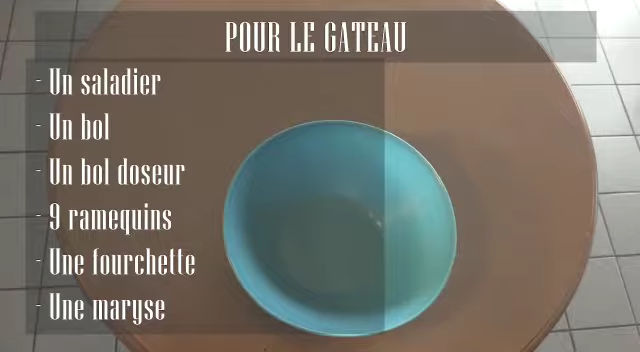 POUR LE GATEAU
- Un saladier
- Un bol
- Un bol doseur
- 9 ramequins
- Une fourchette
- Une maryse